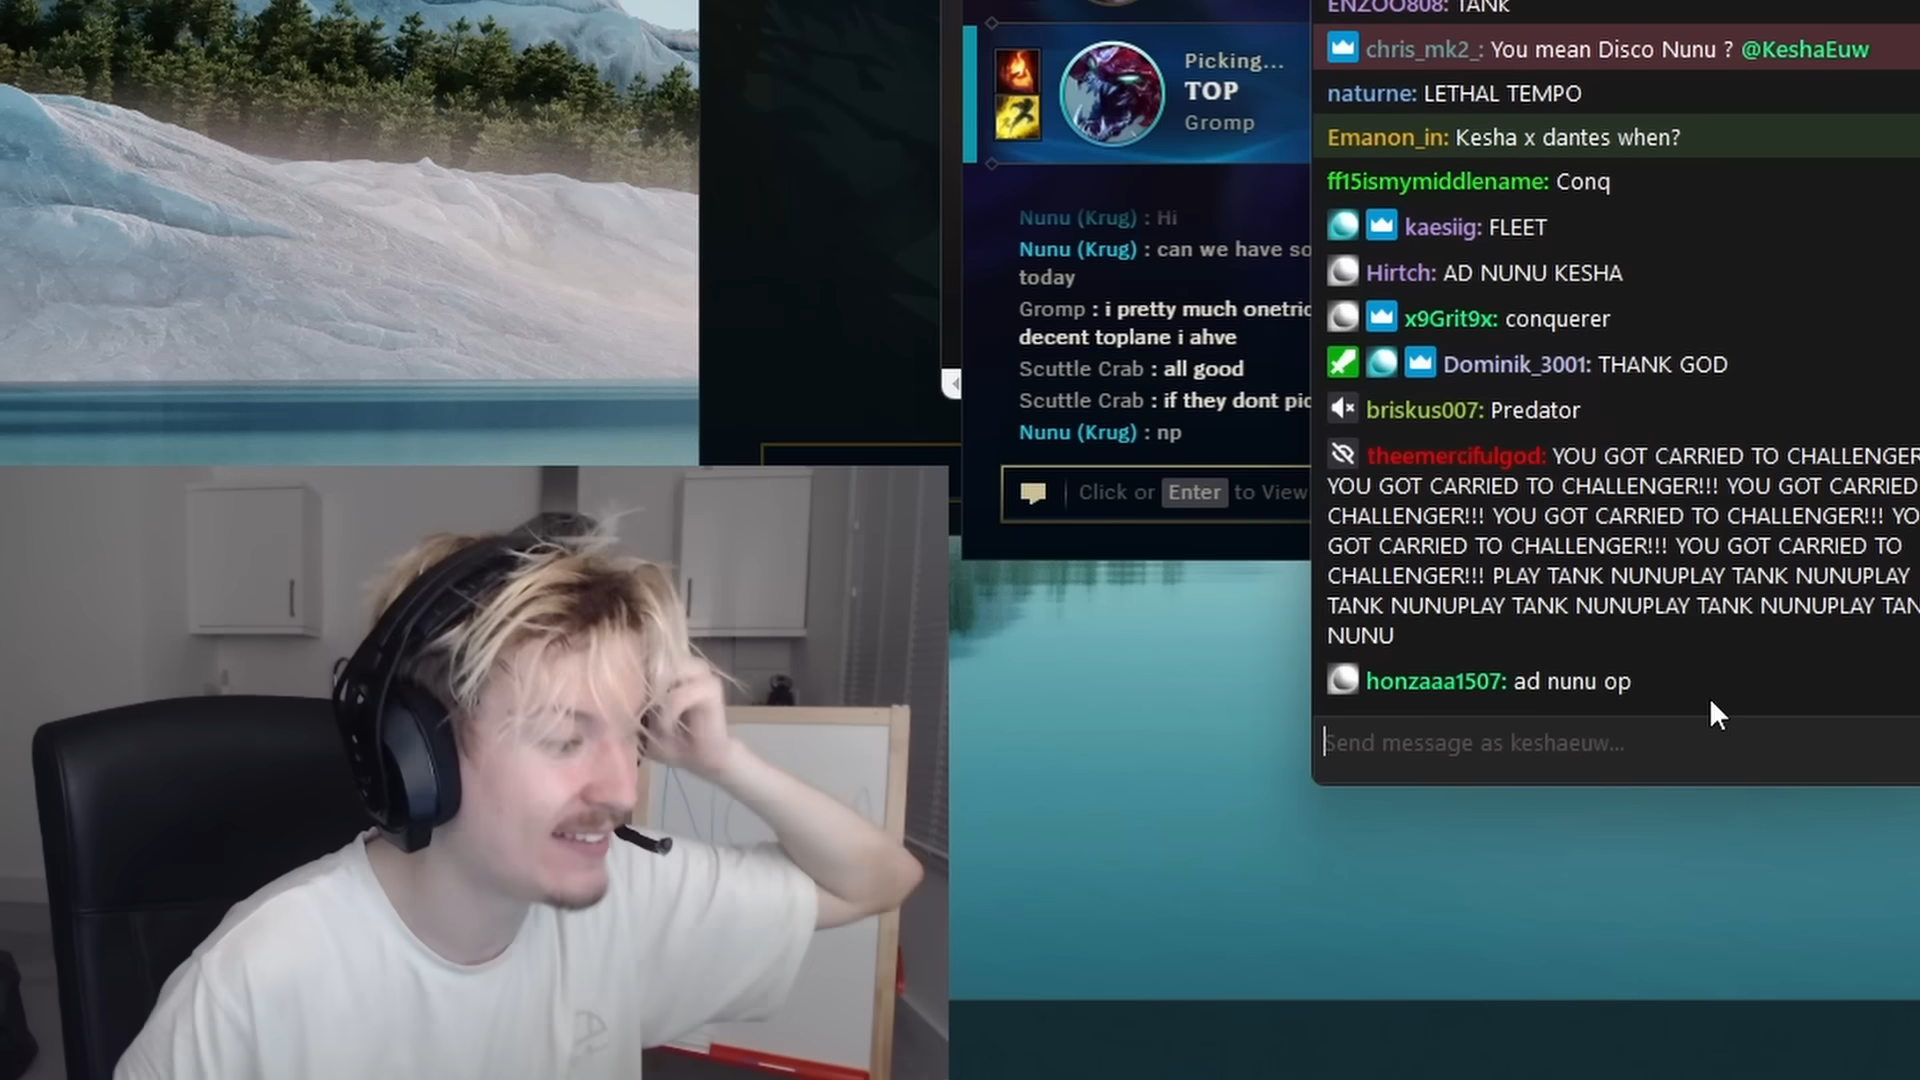 Picking...
TOP
Gromp
Nunu (Krug) : Hi
Nunu (Krug) : can we have so
today
Gromp : i pretty much onetric
decent toplane i ahve
Scuttle Crab : all good
Scuttle Crab : if they dont pic
Nunu (Krug) : np
Click or Enter to View
ENZOO808: TANK
chris_mk2_: You mean Disco Nunu ? @KeshaEuw
naturne: LETHAL TEMPO
Emanon_in: Kesha x dantes when?
ff15ismymiddlename: Conq
kaesiig: FLEET
Hirtch: AD NUNU KESHA
x9Grit9x: conquerer
Dominik_3001: THANK GOD
briskus007: Predator
theemercifulgod: YOU GOT CARRIED TO CHALLENGER
YOU GOT CARRIED TO CHALLENGER!!! YOU GOT CARRIED
CHALLENGER!!! YOU GOT CARRIED TO CHALLENGER!!! YO
GOT CARRIED TO CHALLENGER!!! YOU GOT CARRIED TO
CHALLENGER!!! PLAY TANK NUNUPLAY TANK NUNUPLAY
TANK NUNUPLAY TANK NUNUPLAY TANK NUNUPLAY TAN
NUNU
honzaaa1507: ad nunu op
Send message as keshaeuw...